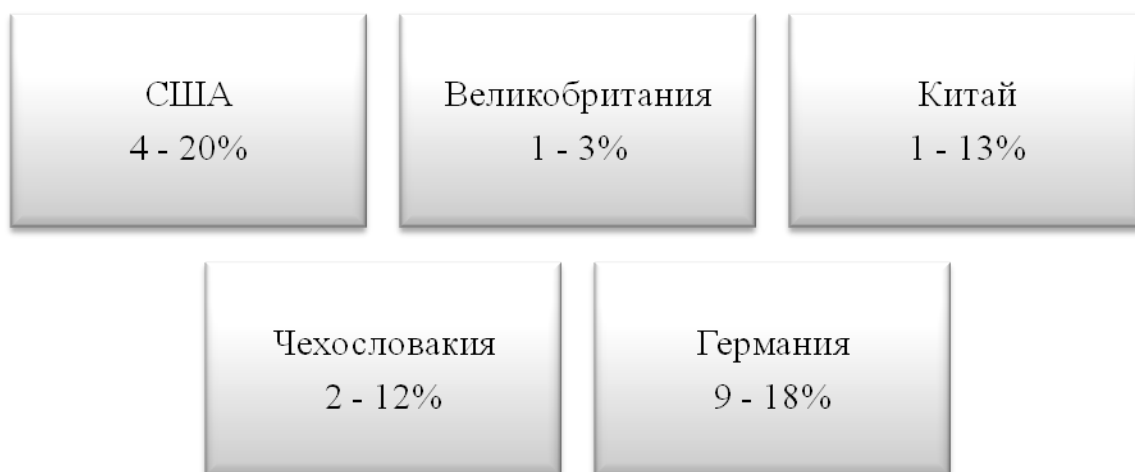 США
4 - 20%
Великобритания
1 - 3%
Китай
1 - 13%
Чехословакия
2 - 12%
Германия
9 - 18%